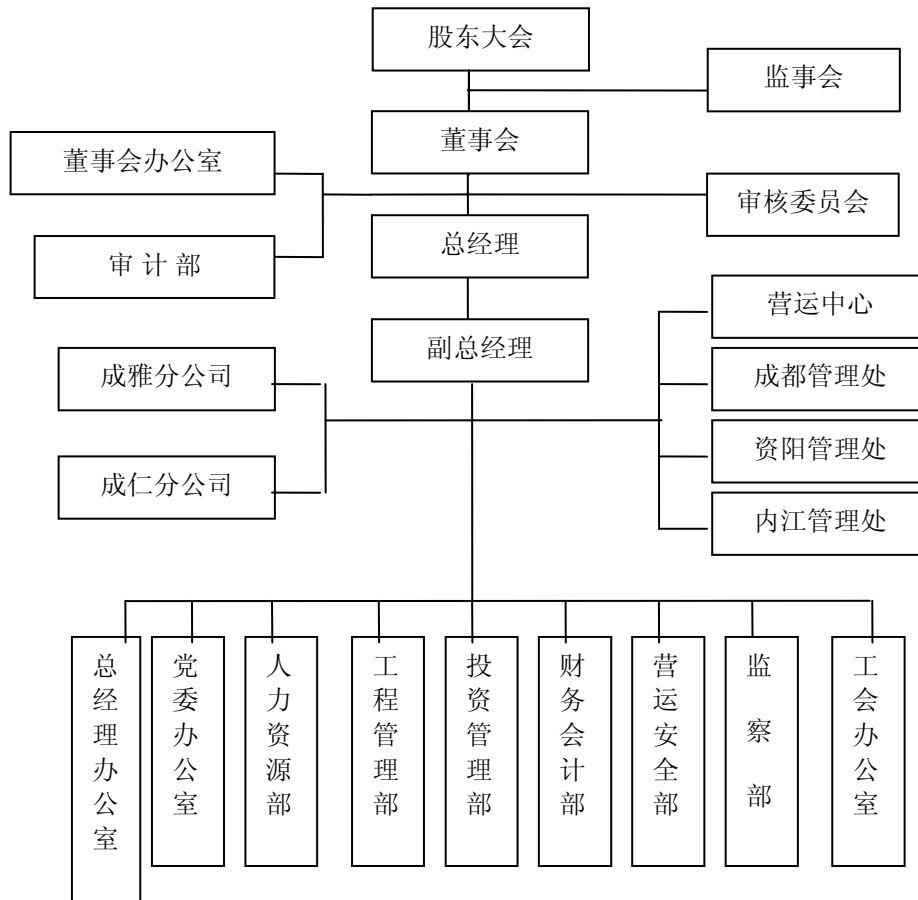 股东大会
监事会
董事会
董事会办公室
审核委员会
总经理
审 计 部
营运中心
副总经理
成雅分公司
成都管理处
资阳管理处
成仁分公司
内江管理处
总经理办公室
党委办公室
人力资源部
工程管理部
投资管理部
财务会计部
营运安全部
监察部
工会办公室